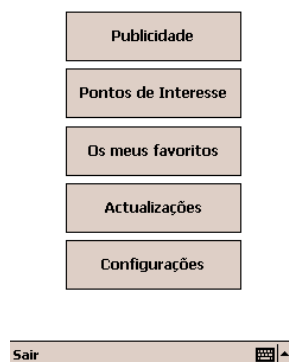 Publicidade
Pontos de Interesse
Os meus favoritos
Actualizações
Configurações
Sair